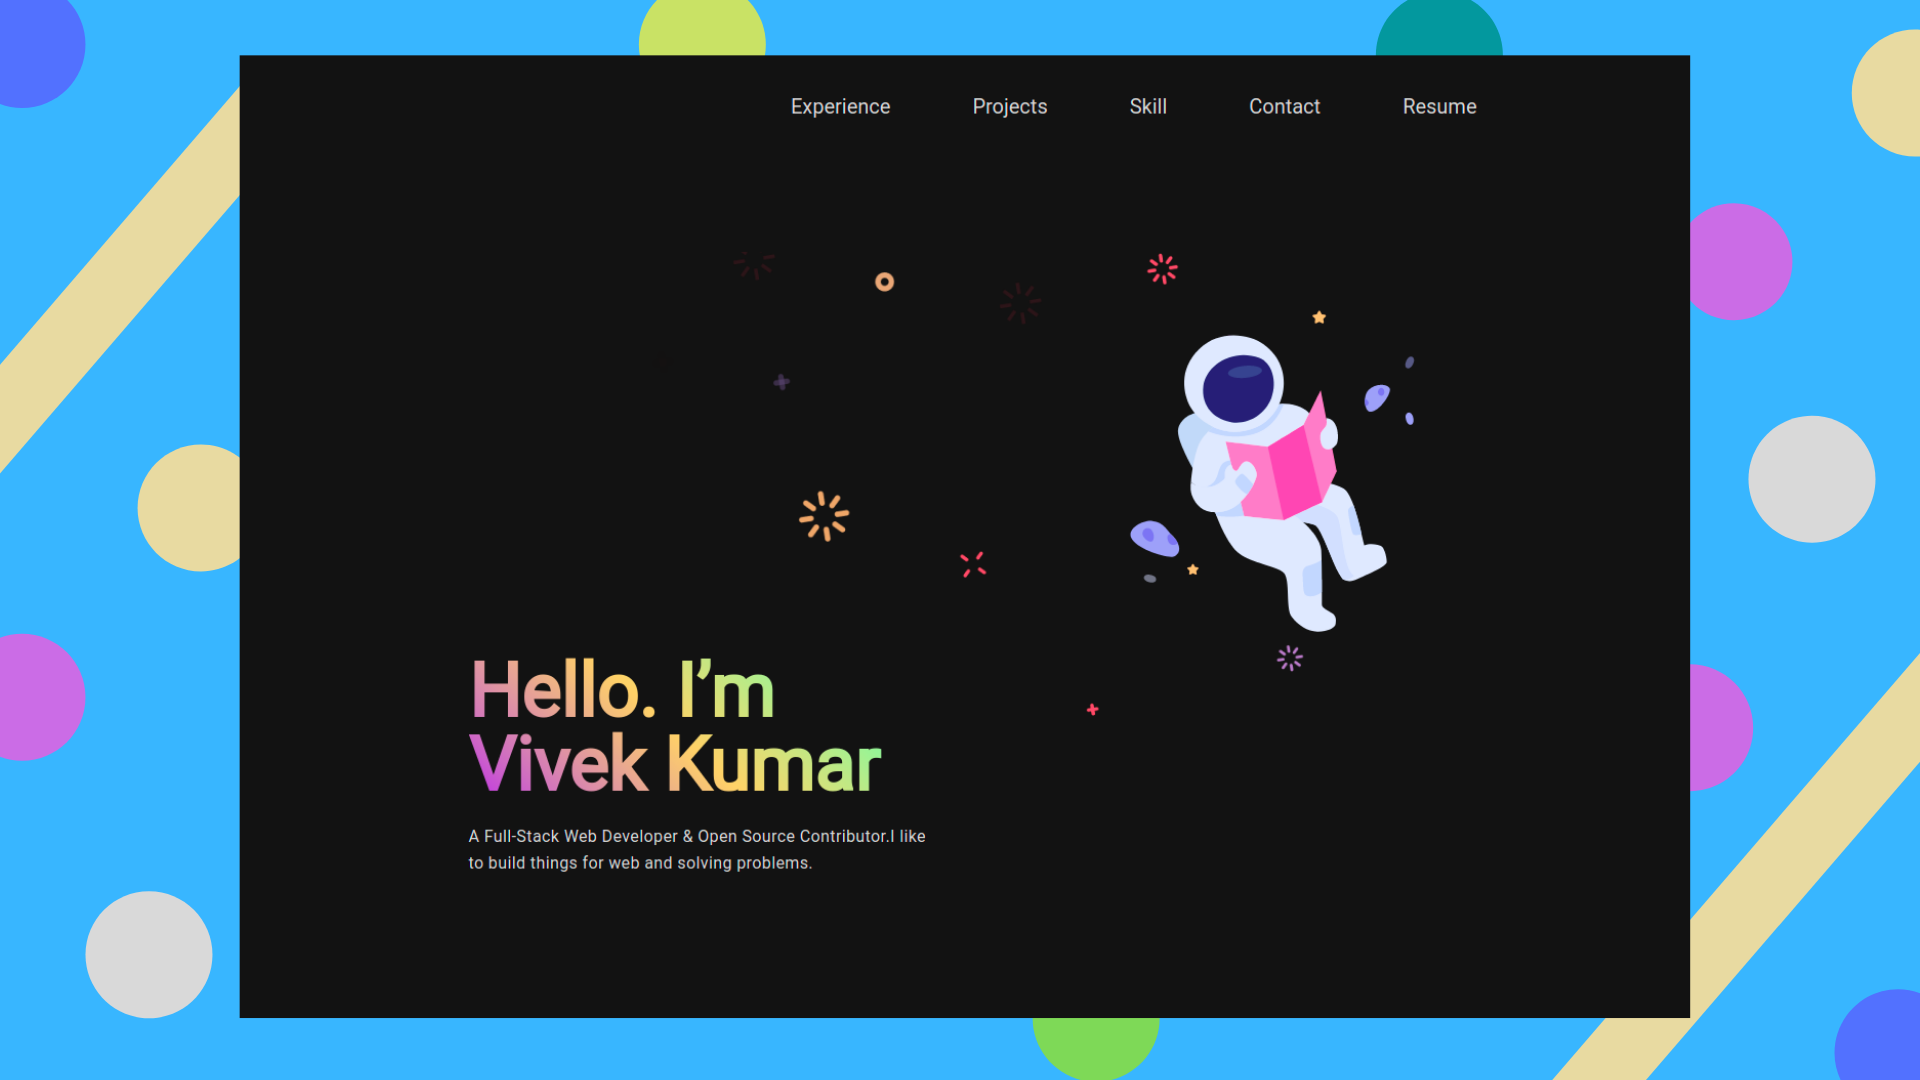 Experience Projects Skill Contact Resume
Hello. I’m
Vivek Kumar
A Full-Stack Web Developer & Open Source Contributor.I like
to build things for web and solving problems.